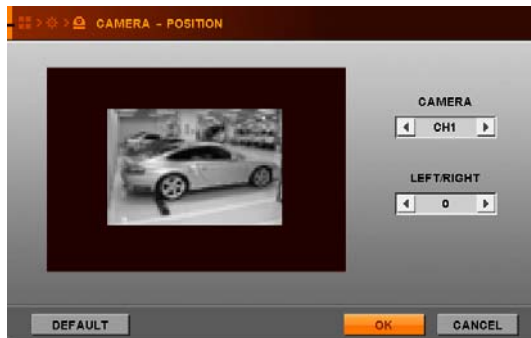 CAMERA - POSITION
CAMERA
CH1
LEFT/RIGHT
0
DEFAULT
OK
CANCEL